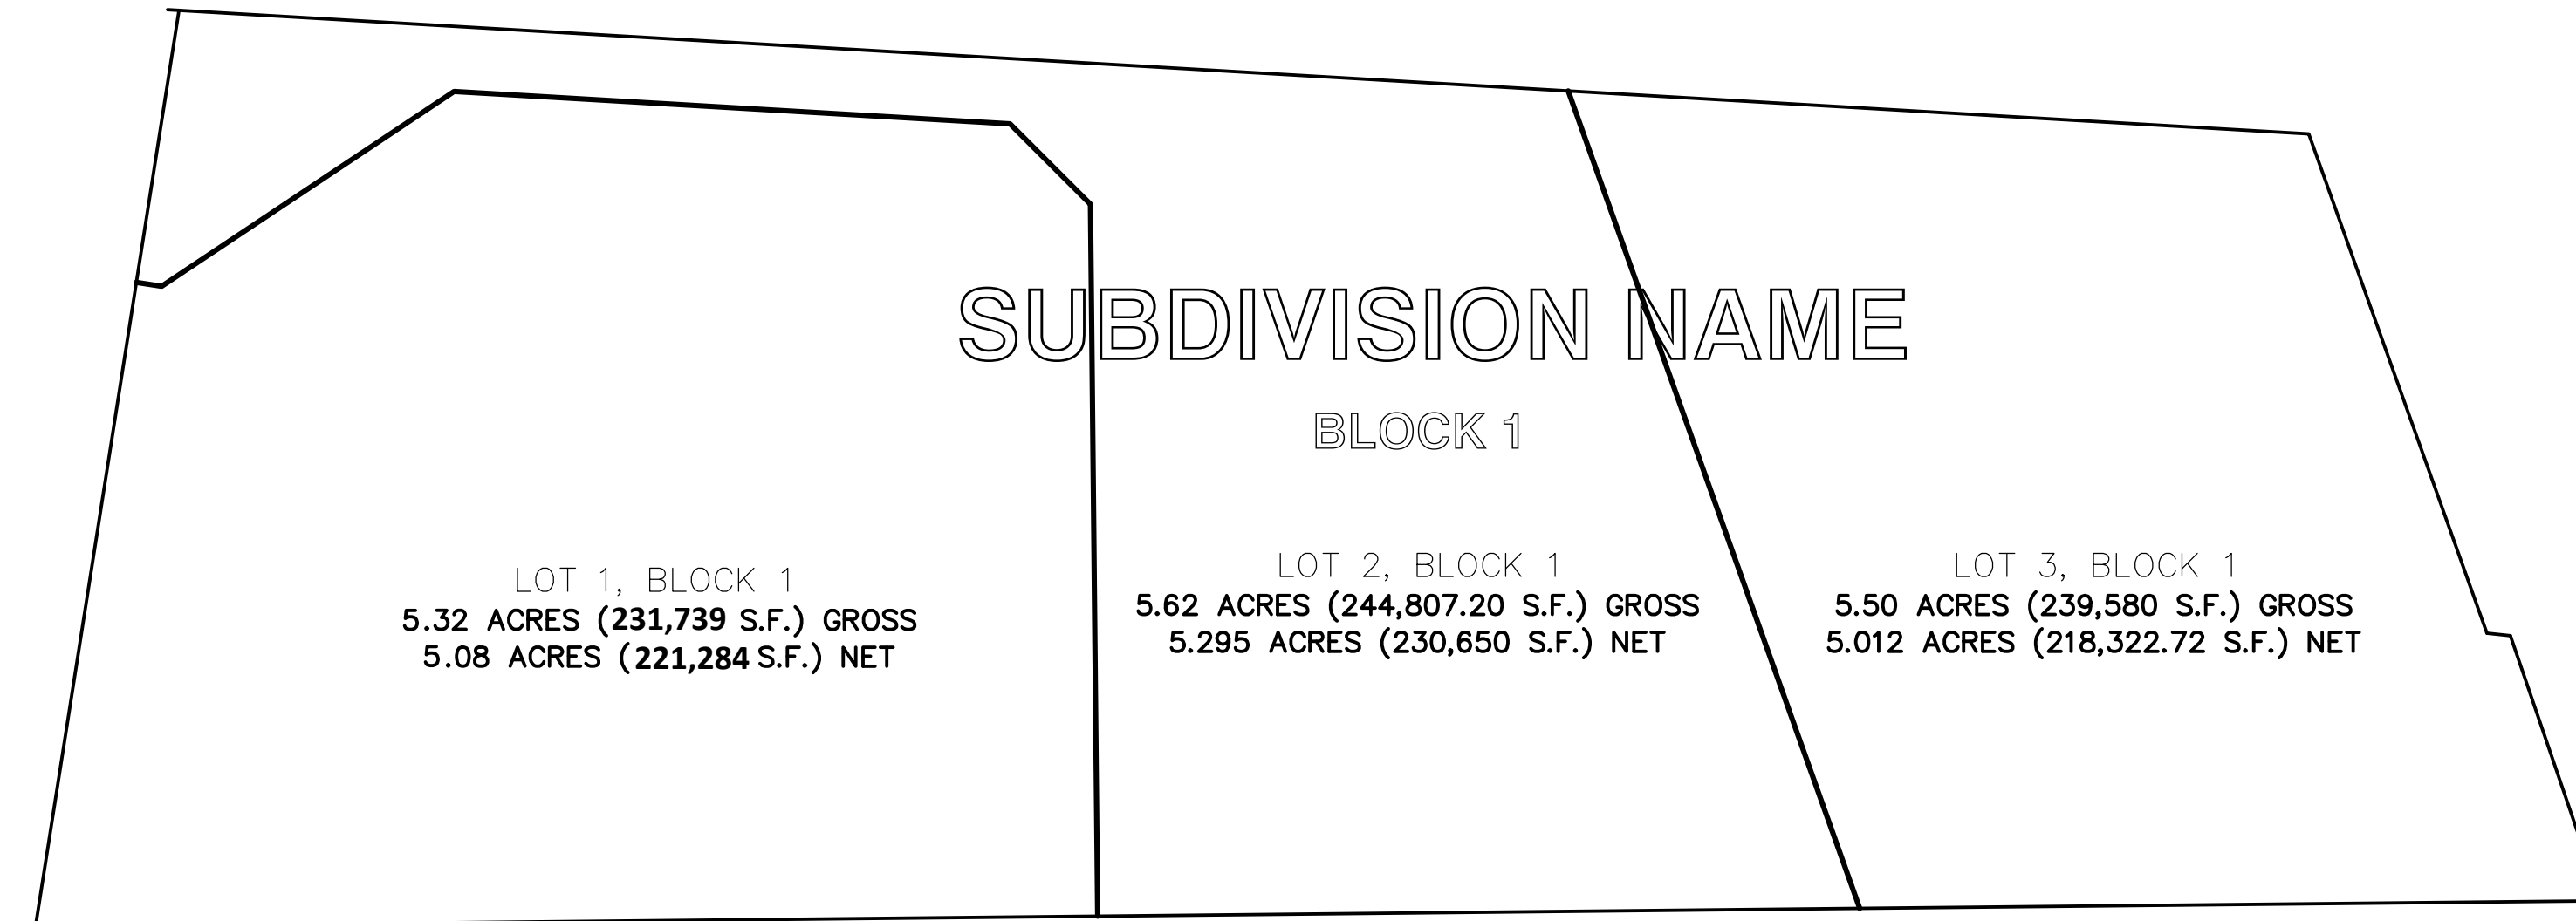 SUBDIVISION NAME
BLOCK 1
LOT 1, BLOCK 1
5.32 ACRES (231,739 S.F.) GROSS
5.08 ACRES (221,284 S.F.) NET
LOT 2, BLOCK 1
5.62 ACRES (244,807.20 S.F.) GROSS
5.295 ACRES (230,650 S.F.) NET
LOT 3, BLOCK 1
5.50 ACRES (239,580 S.F.) GROSS
5.012 ACRES (218,322.72 S.F.) NET